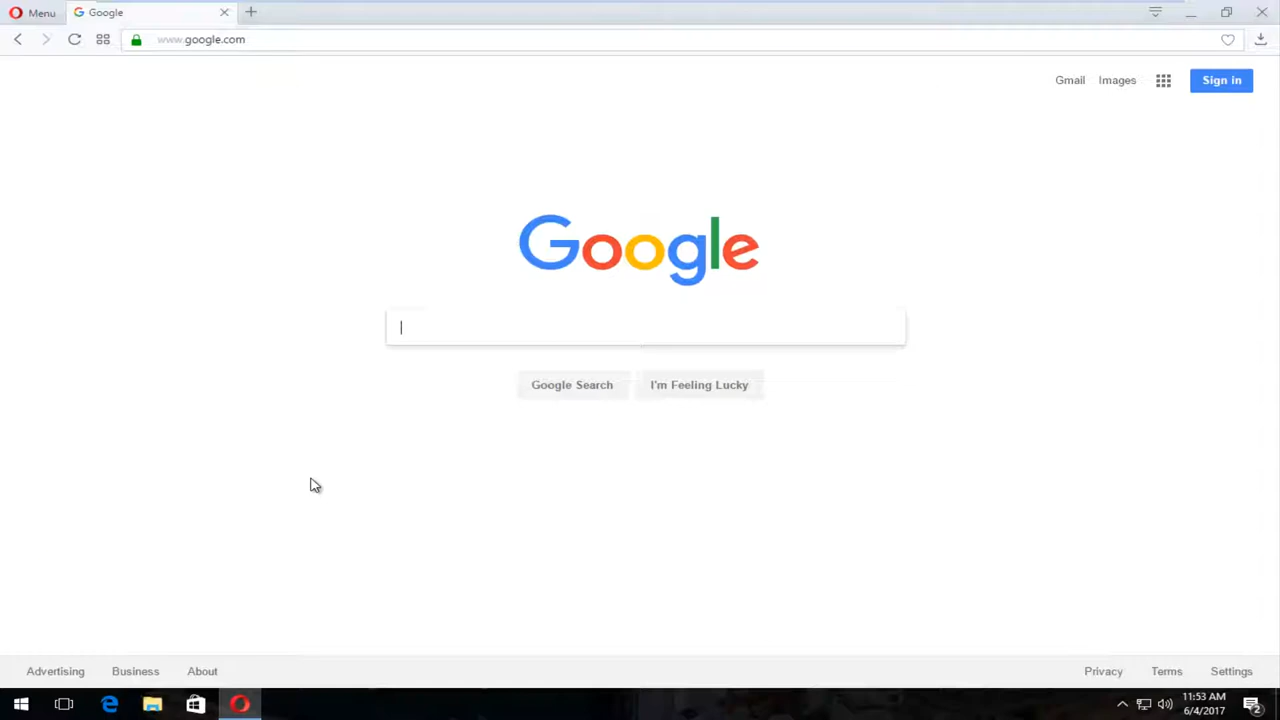 Menu Google
www.google.com
Gmail Images Sign in
Google
Google Search I'm Feeling Lucky
Advertising Business About Privacy Terms Settings
11:53 AM
6/4/2017
2